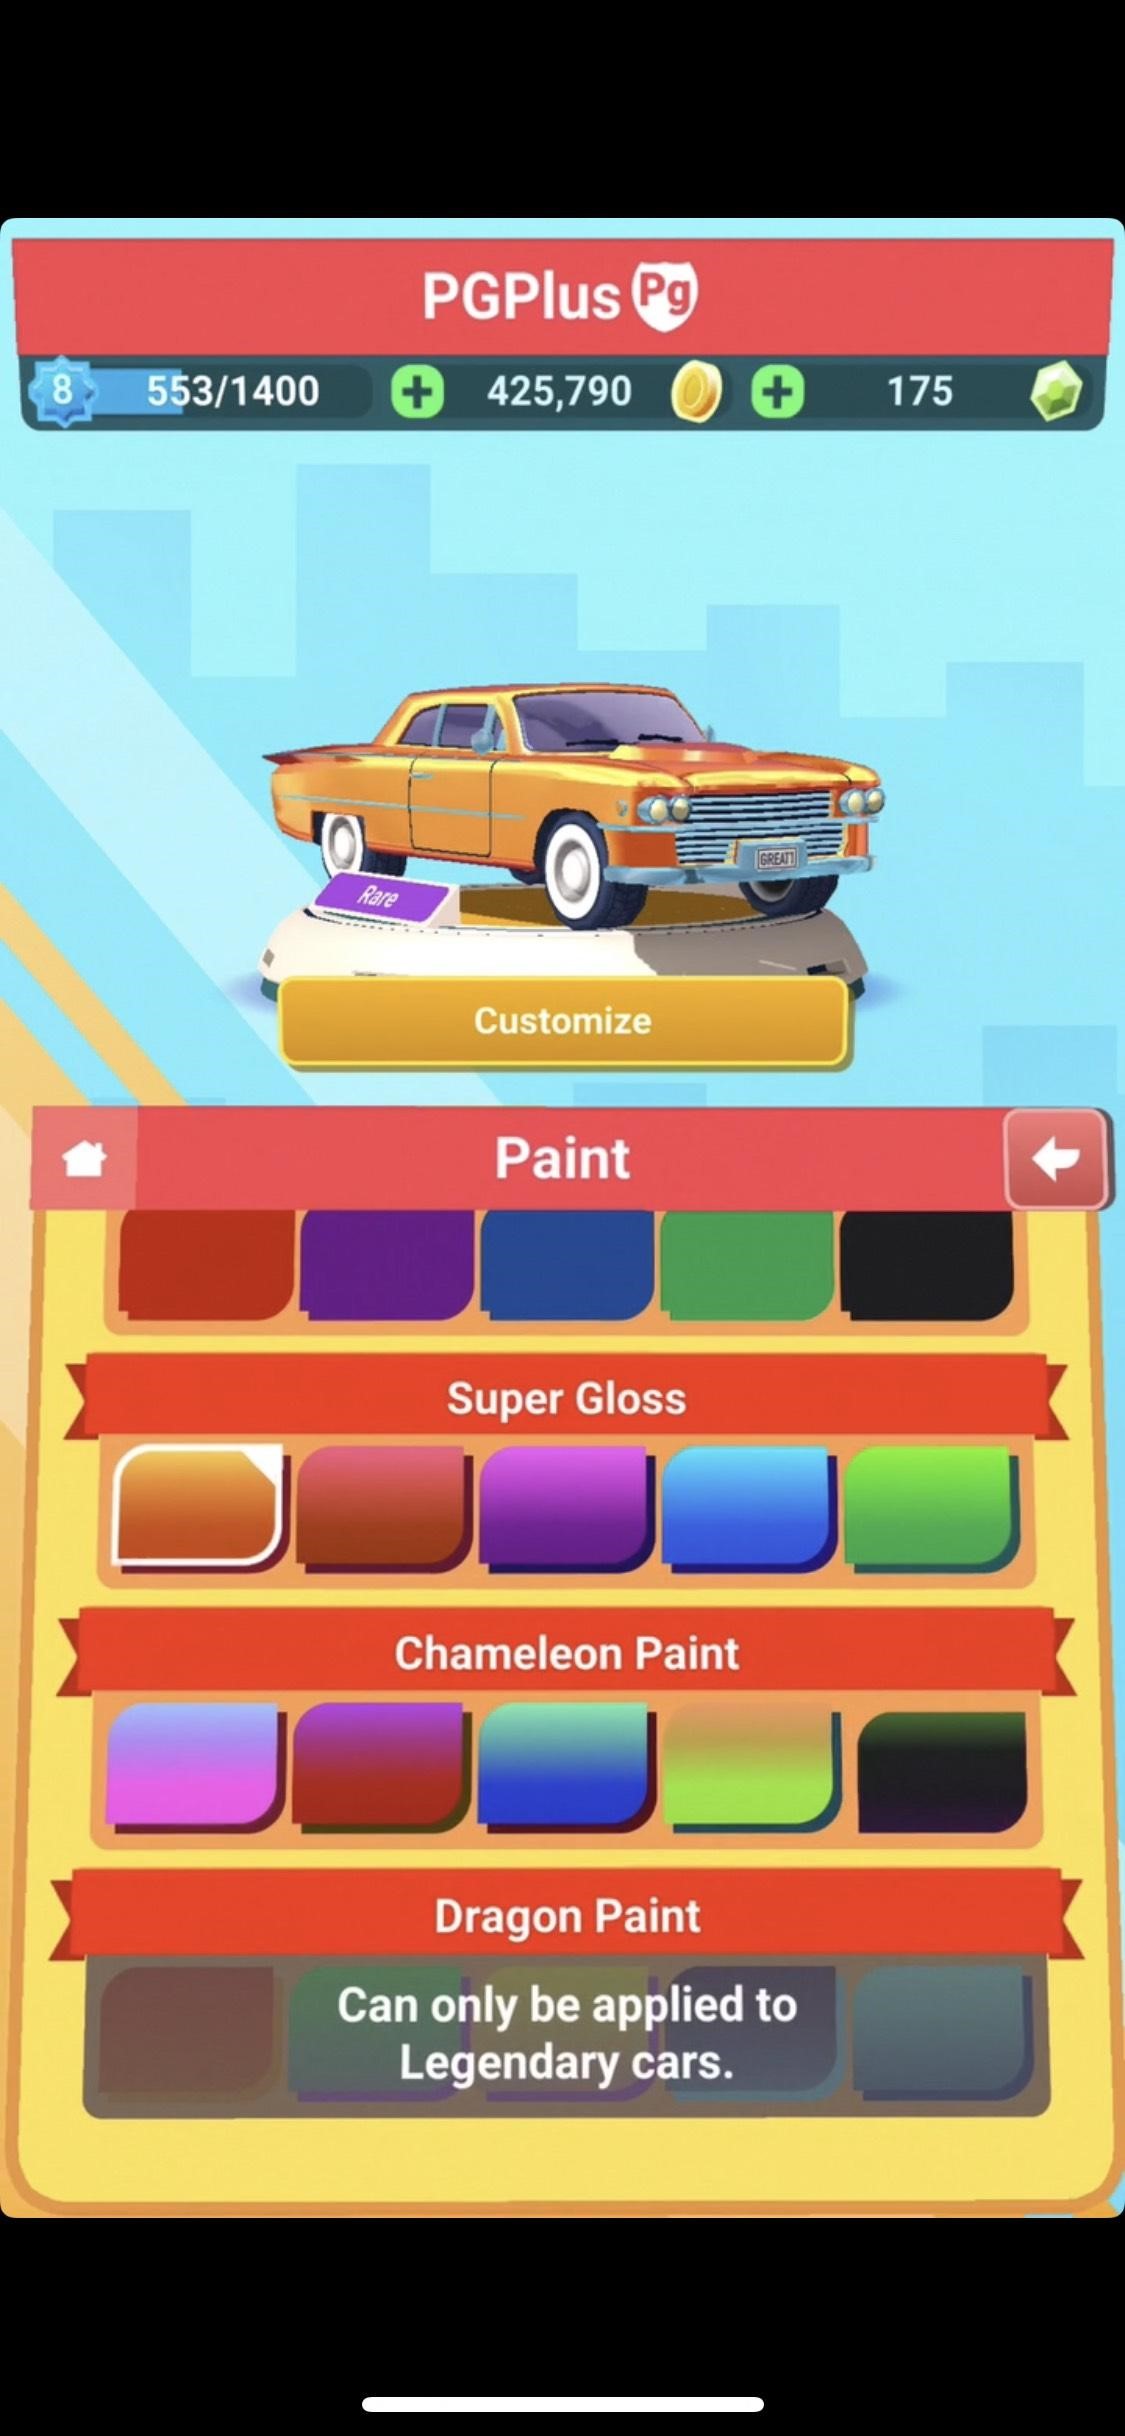 PGPlus Pg
8 553/1400 425,790 175
GREAT1
Rare
Customize
Paint
Super Gloss
Chameleon Paint
Dragon Paint
Can only be applied to
Legendary cars.